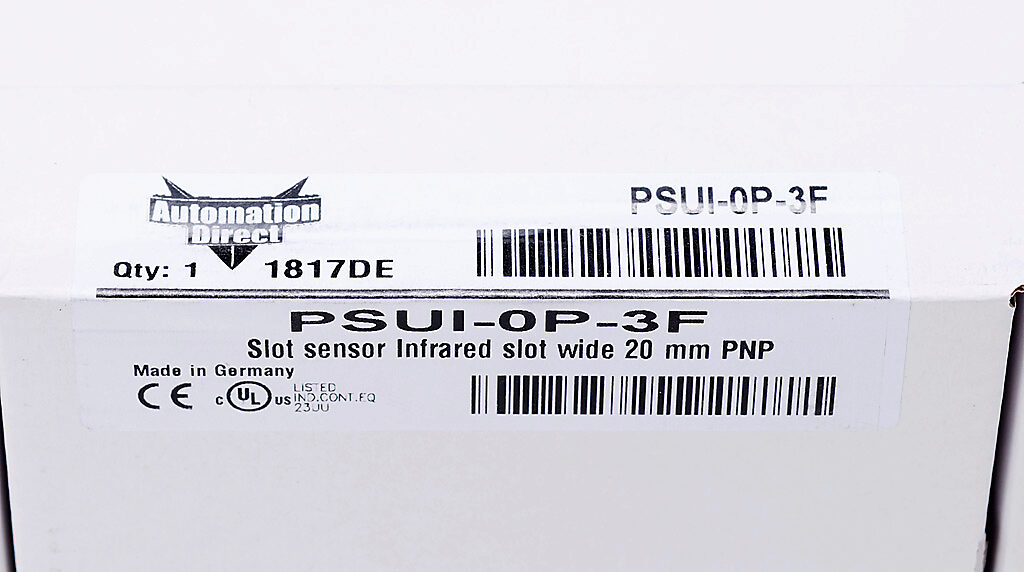 Automation
Direct
PSUI-0P-3F
Qty: 1 1817DE
PSUI-0P-3F
Slot sensor Infrared slot wide 20 mm PNP
Made in Germany
CE c UL us LISTED
IND.CONT.EQ
23UU